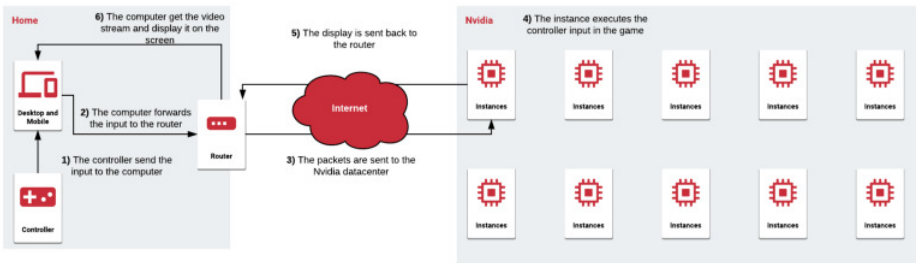 Home
6) The computer get the video
stream and display it on the
screen
Desktop and
Mobile
2) The computer forwards
the input to the router
1) The controller send the
input to the computer
Controller
Router
5) The display is sent back to
the router
Internet
3) The packets are sent to the
Nvidia datacenter
Nvidia
4) The instance executes the
controller input in the game
Instances
Instances
Instances
Instances
Instances
Instances
Instances
Instances
Instances
Instances